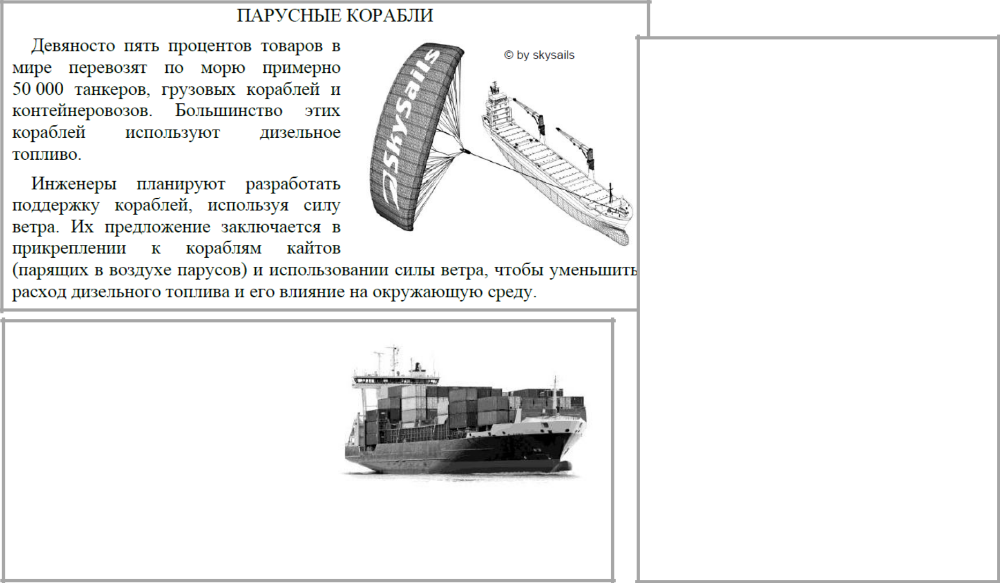 ПАРУСНЫЕ КОРАБЛИ
Девяносто пять процентов товаров в
мире перевозят по морю примерно
50 000 танкеров, грузовых кораблей и
контейнеровозов. Большинство этих
кораблей используют дизельное
топливо.
Инженеры планируют разработать
поддержку кораблей, используя силу
ветра. Их предложение заключается в
прикреплении к кораблям кайтов
(парящих в воздухе парусов) и использовании силы ветра, чтобы уменьшить
расход дизельного топлива и его влияние на окружающую среду.
© by skysails
SkySails